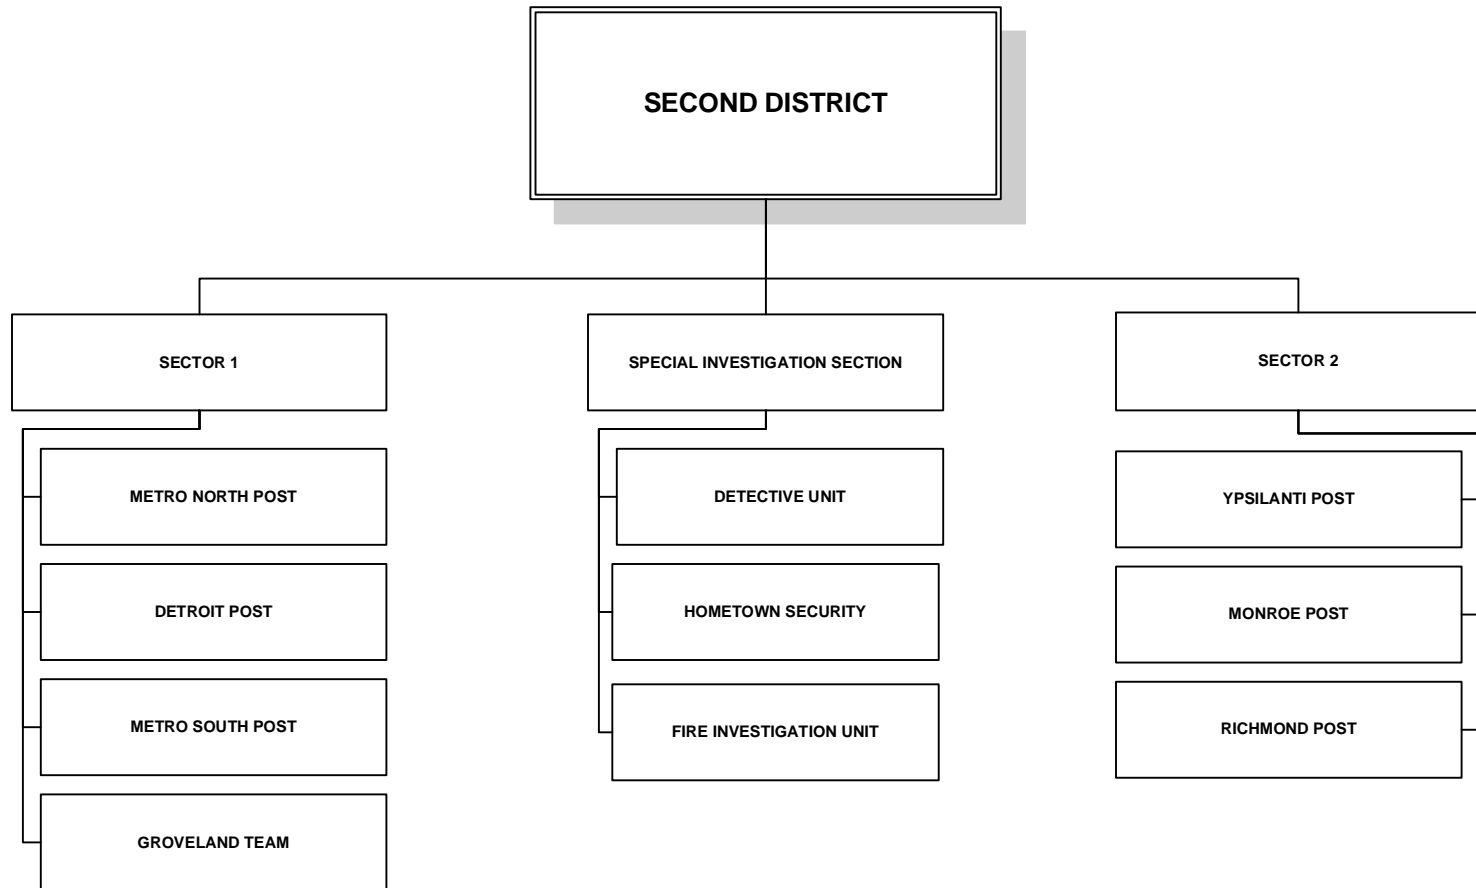 SECOND DISTRICT
SECTOR 1
METRO NORTH POST
DETROIT POST
METRO SOUTH POST
GROVELAND TEAM
SPECIAL INVESTIGATION SECTION
DETECTIVE UNIT
HOMETOWN SECURITY
FIRE INVESTIGATION UNIT
SECTOR 2
YPSILANTI POST
MONROE POST
RICHMOND POST